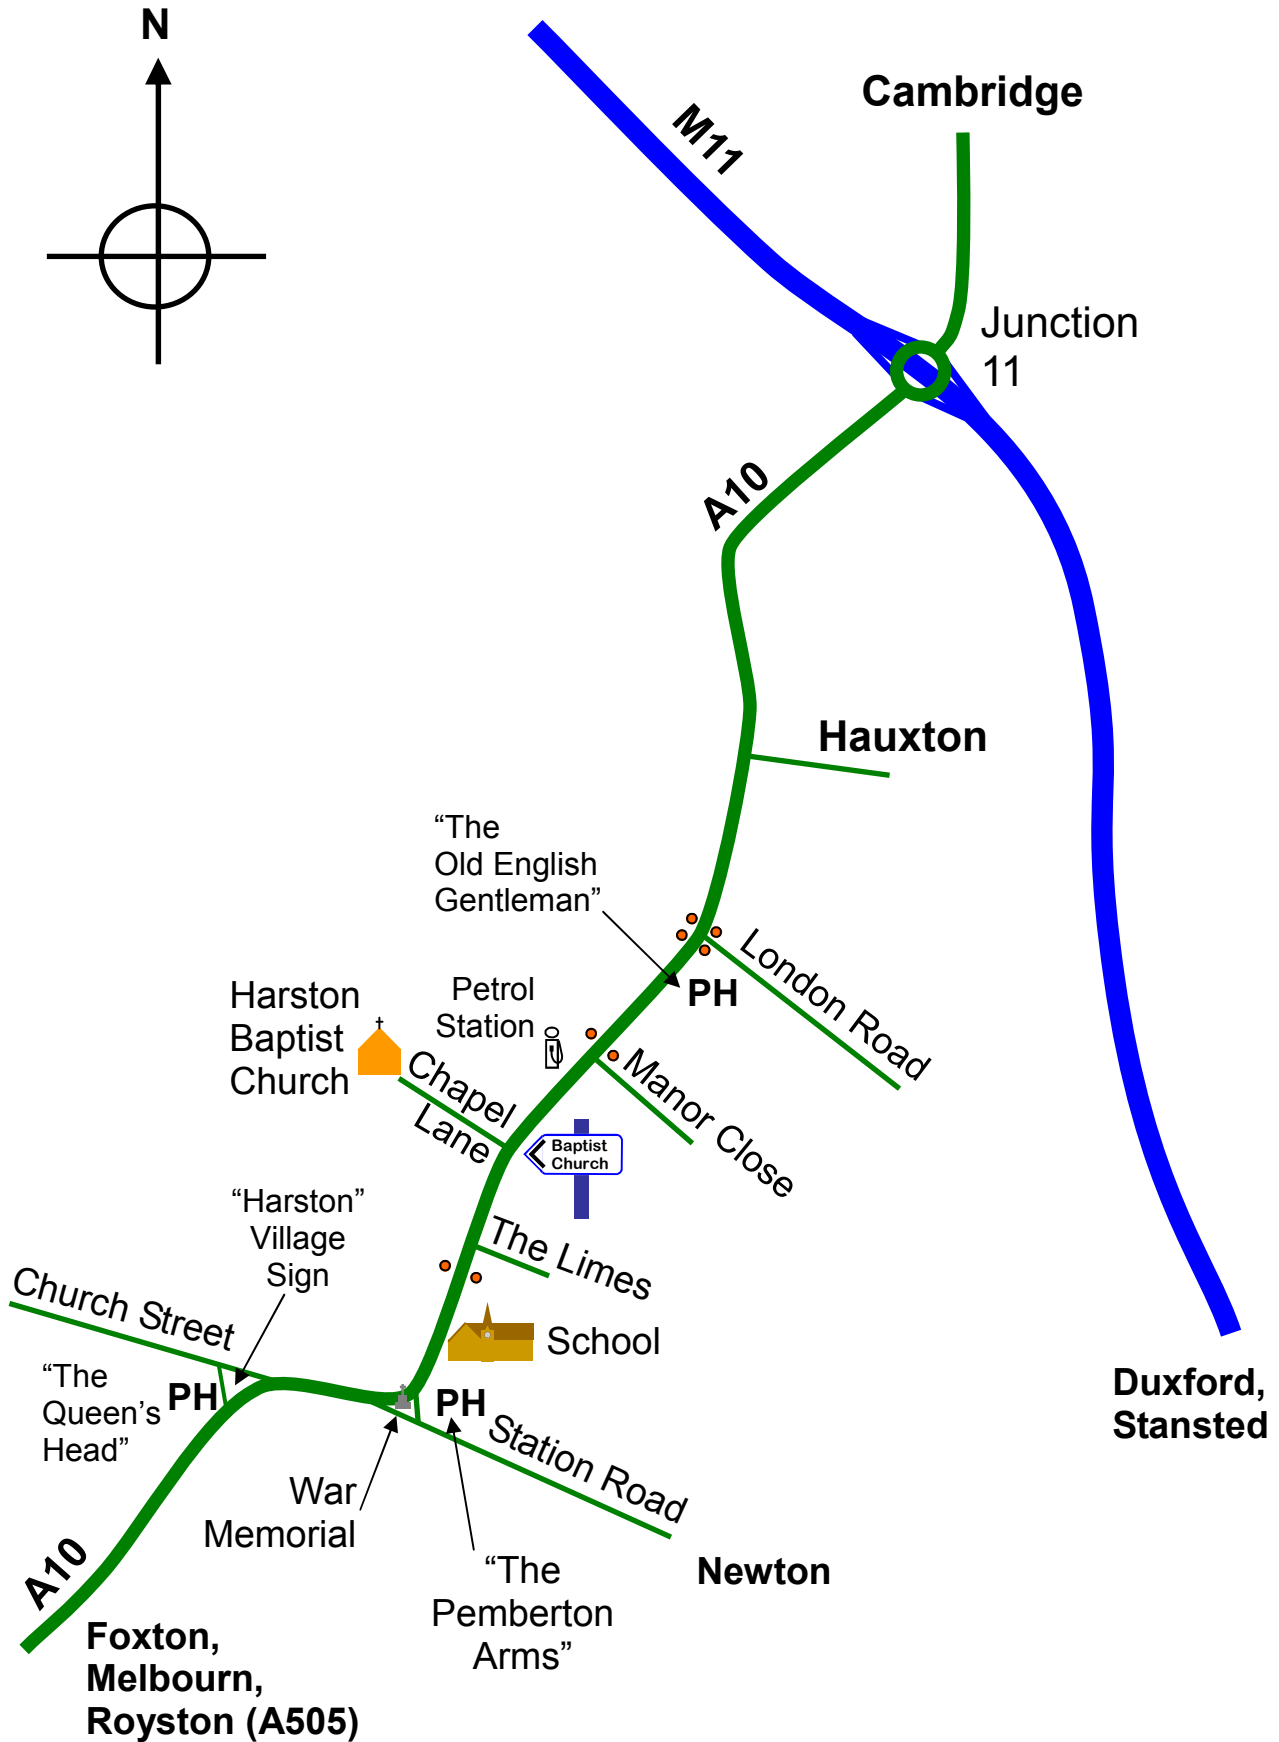 N
M11
Cambridge
Junction
11
A10
Hauxton
“The
Old English
Gentleman”
PH
London Road
Petrol
Station
Harston
Baptist
Church
Chapel
Lane
Manor Close
Baptist
Church
“Harston”
Village
Sign
The Limes
Church Street
School
“The
Queen’s
Head”
PH
PH
Station Road
War
Memorial
“The
Pemberton
Arms”
Newton
Duxford,
Stansted
A10
Foxton,
Melbourn,
Royston (A505)